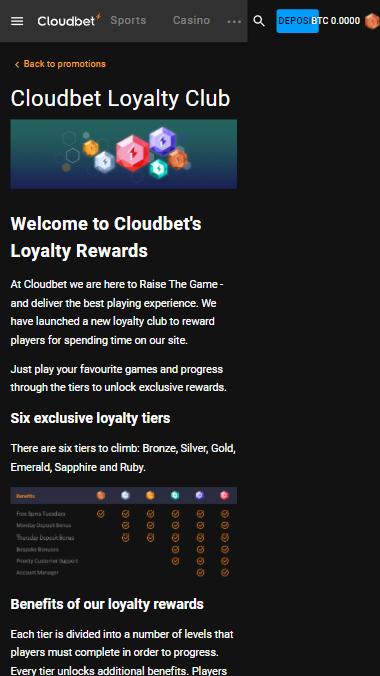 Cloudbet
Sports
Casino
DEPOSI
BTC 0.0000
Back to promotions
Cloudbet Loyalty Club
Welcome to Cloudbet's
Loyalty Rewards
At Cloudbet we are here to Raise The Game -
and deliver the best playing experience. We
have launched a new loyalty club to reward
players for spending time on our site.
Just play your favourite games and progress
through the tiers to unlock exclusive rewards.
Six exclusive loyalty tiers
There are six tiers to climb: Bronze, Silver, Gold,
Emerald, Sapphire and Ruby.
Benefits
Free Spins Tuesdays
Monday Deposit Bonus
Thursday Deposit Bonus
Bespoke Bonuses
Priority Customer Support
Account Manager
Benefits of our loyalty rewards
Each tier is divided into a number of levels that
players must complete in order to progress.
Every tier unlocks additional benefits. Players